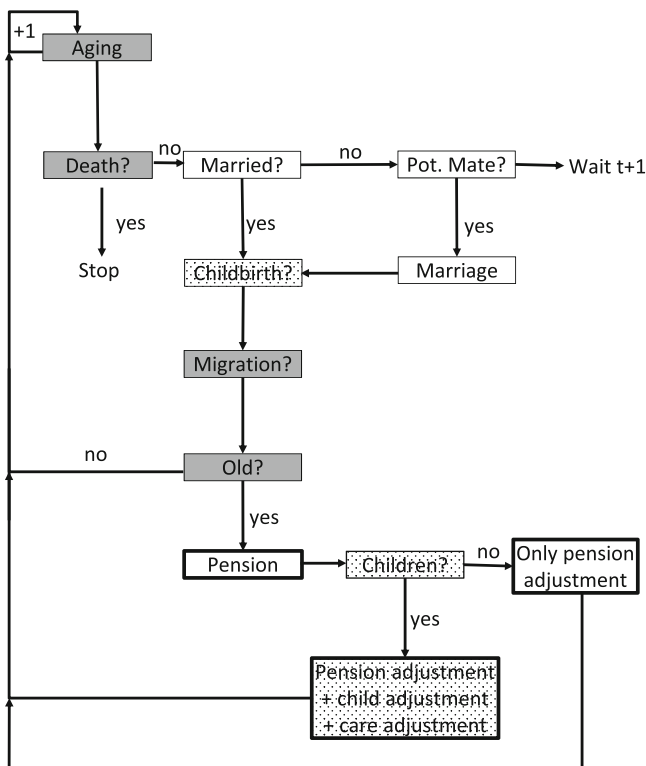 +1
Aging
Death?
no
Married?
no
Pot. Mate?
Wait t+1
yes
yes
yes
Stop
Childbirth?
Marriage
Migration?
no
Old?
yes
Pension
Children?
no
Only pension
adjustment
yes
Pension adjustment
+ child adjustment
+ care adjustment